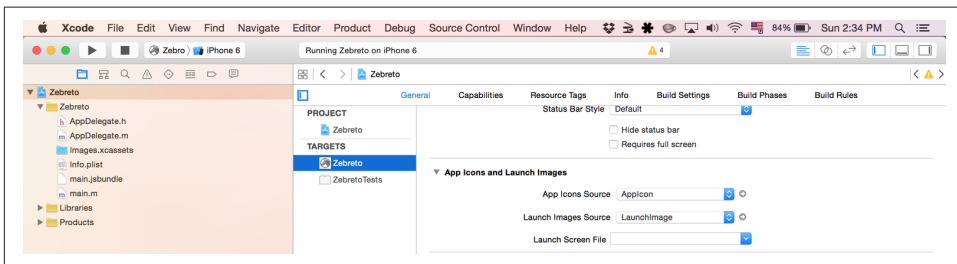 Xcode File Edit View Find Navigate Editor Product Debug Source Control Window Help 84% Sun 2:34 PM
Zebro iPhone 6 Running Zebreto on iPhone 6 4
Zebreto
Zebreto
General Capabilities Resource Tags Info Build Settings Build Phases Build Rules
Zebreto
h AppDelegate.h
m AppDelegate.m
Images.xcassets
Info.plist
main.jsbundle
m main.m
Libraries
Products
PROJECT
Zebreto
TARGETS
Zebreto
ZebretoTests
Status Bar Style Default
Hide status bar
Requires full screen
App Icons and Launch Images
App Icons Source AppIcon
Launch Images Source LaunchImage
Launch Screen File